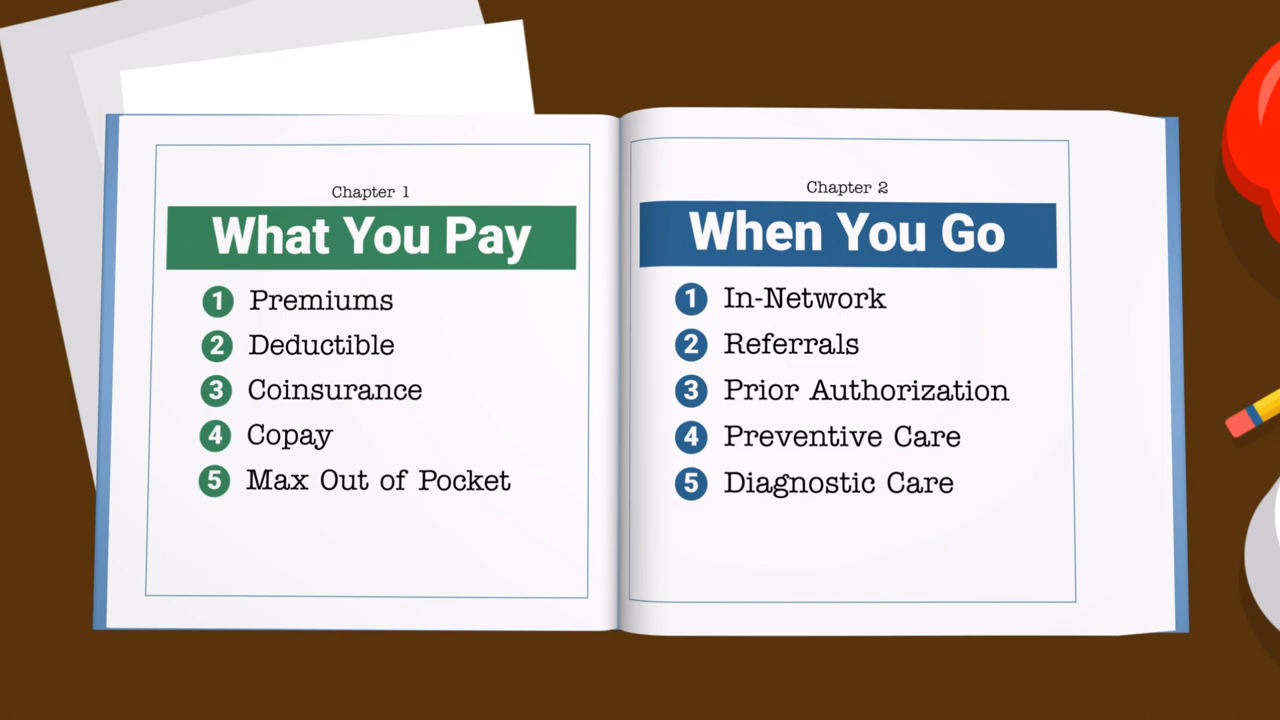 Chapter 1
What You Pay
1 Premiums
2 Deductible
3 Coinsurance
4 Copay
5 Max Out of Pocket
Chapter 2
When You Go
1 In-Network
2 Referrals
3 Prior Authorization
4 Preventive Care
5 Diagnostic Care